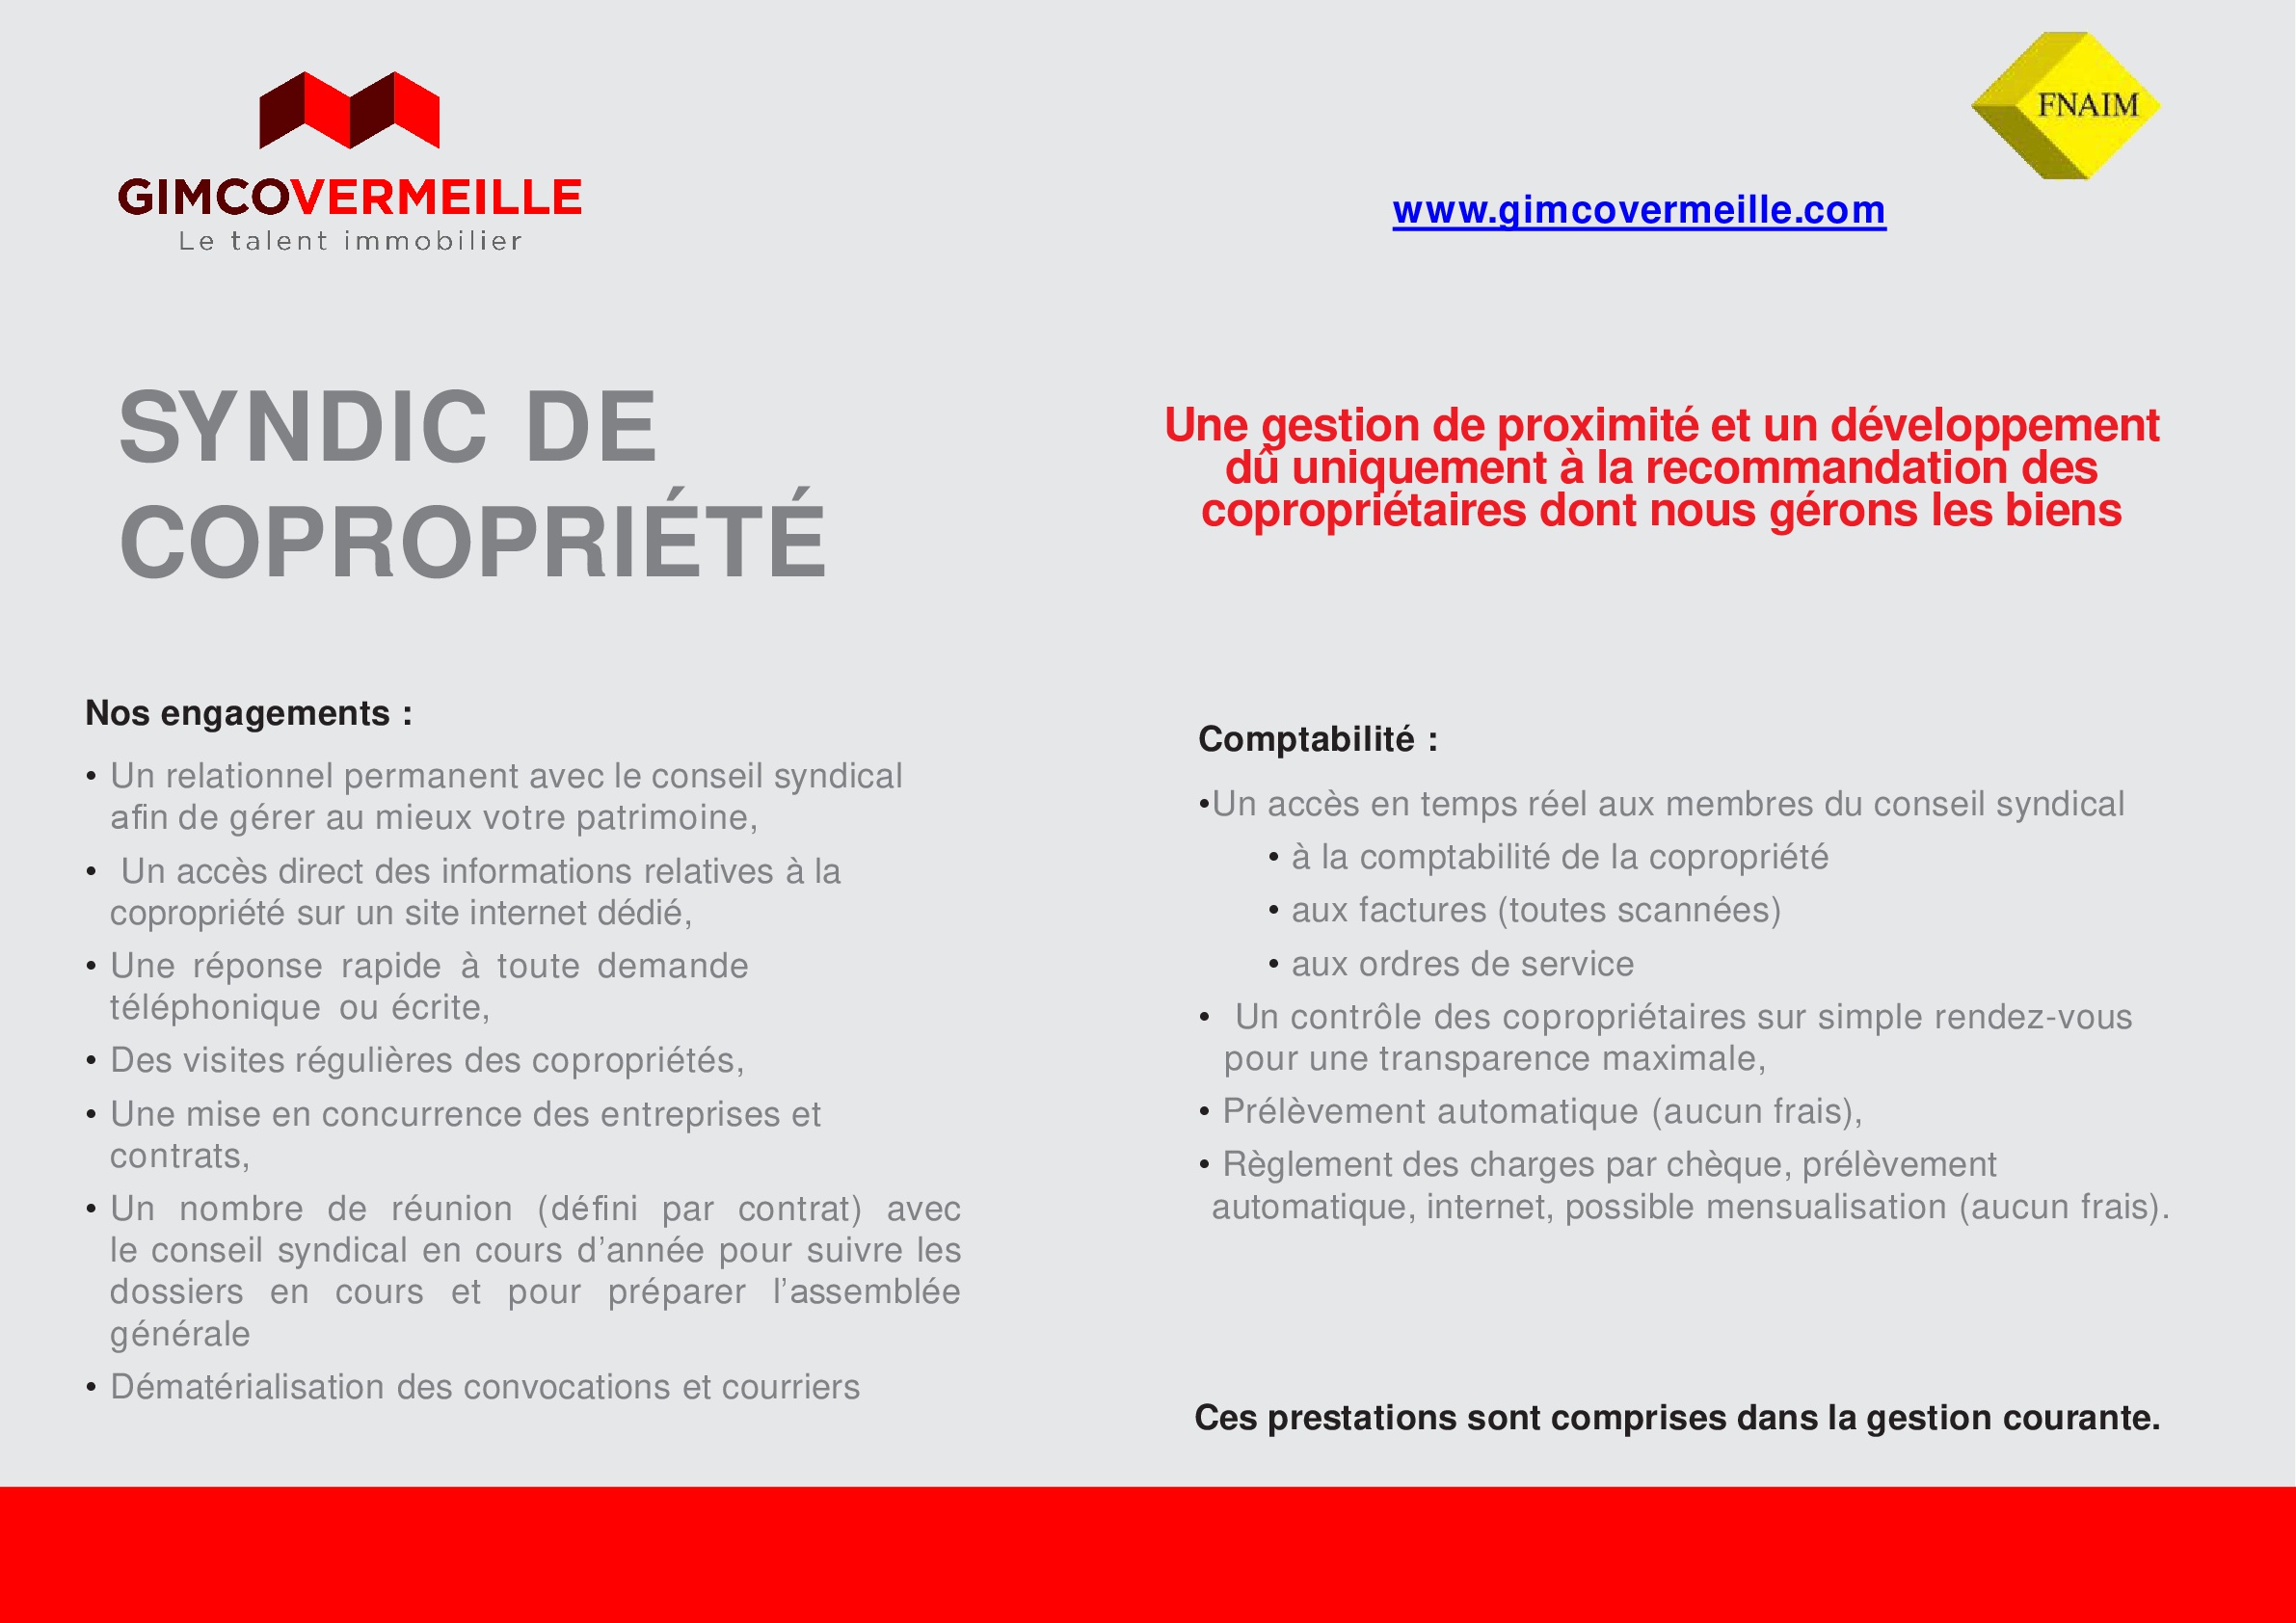 GIMCOVERMEILLE
Le talent immobilier
FNAIM
www.gimcovermeille.com
SYNDIC DE
COPROPRIÉTÉ
Une gestion de proximité et un développement
dû uniquement à la recommandation des
copropriétaires dont nous gérons les biens
Nos engagements :
• Un relationnel permanent avec le conseil syndical
afin de gérer au mieux votre patrimoine,
• Un accès direct des informations relatives à la
copropriété sur un site internet dédié,
• Une réponse rapide à toute demande
téléphonique ou écrite,
• Des visites régulières des copropriétés,
• Une mise en concurrence des entreprises et
contrats,
• Un nombre de réunion (défini par contrat) avec
le conseil syndical en cours d’année pour suivre les
dossiers en cours et pour préparer l’assemblée
générale
• Dématérialisation des convocations et courriers
Comptabilité :
•Un accès en temps réel aux membres du conseil syndical
• à la comptabilité de la copropriété
• aux factures (toutes scannées)
• aux ordres de service
• Un contrôle des copropriétaires sur simple rendez-vous
pour une transparence maximale,
• Prélèvement automatique (aucun frais),
• Règlement des charges par chèque, prélèvement
automatique, internet, possible mensualisation (aucun frais).
Ces prestations sont comprises dans la gestion courante.